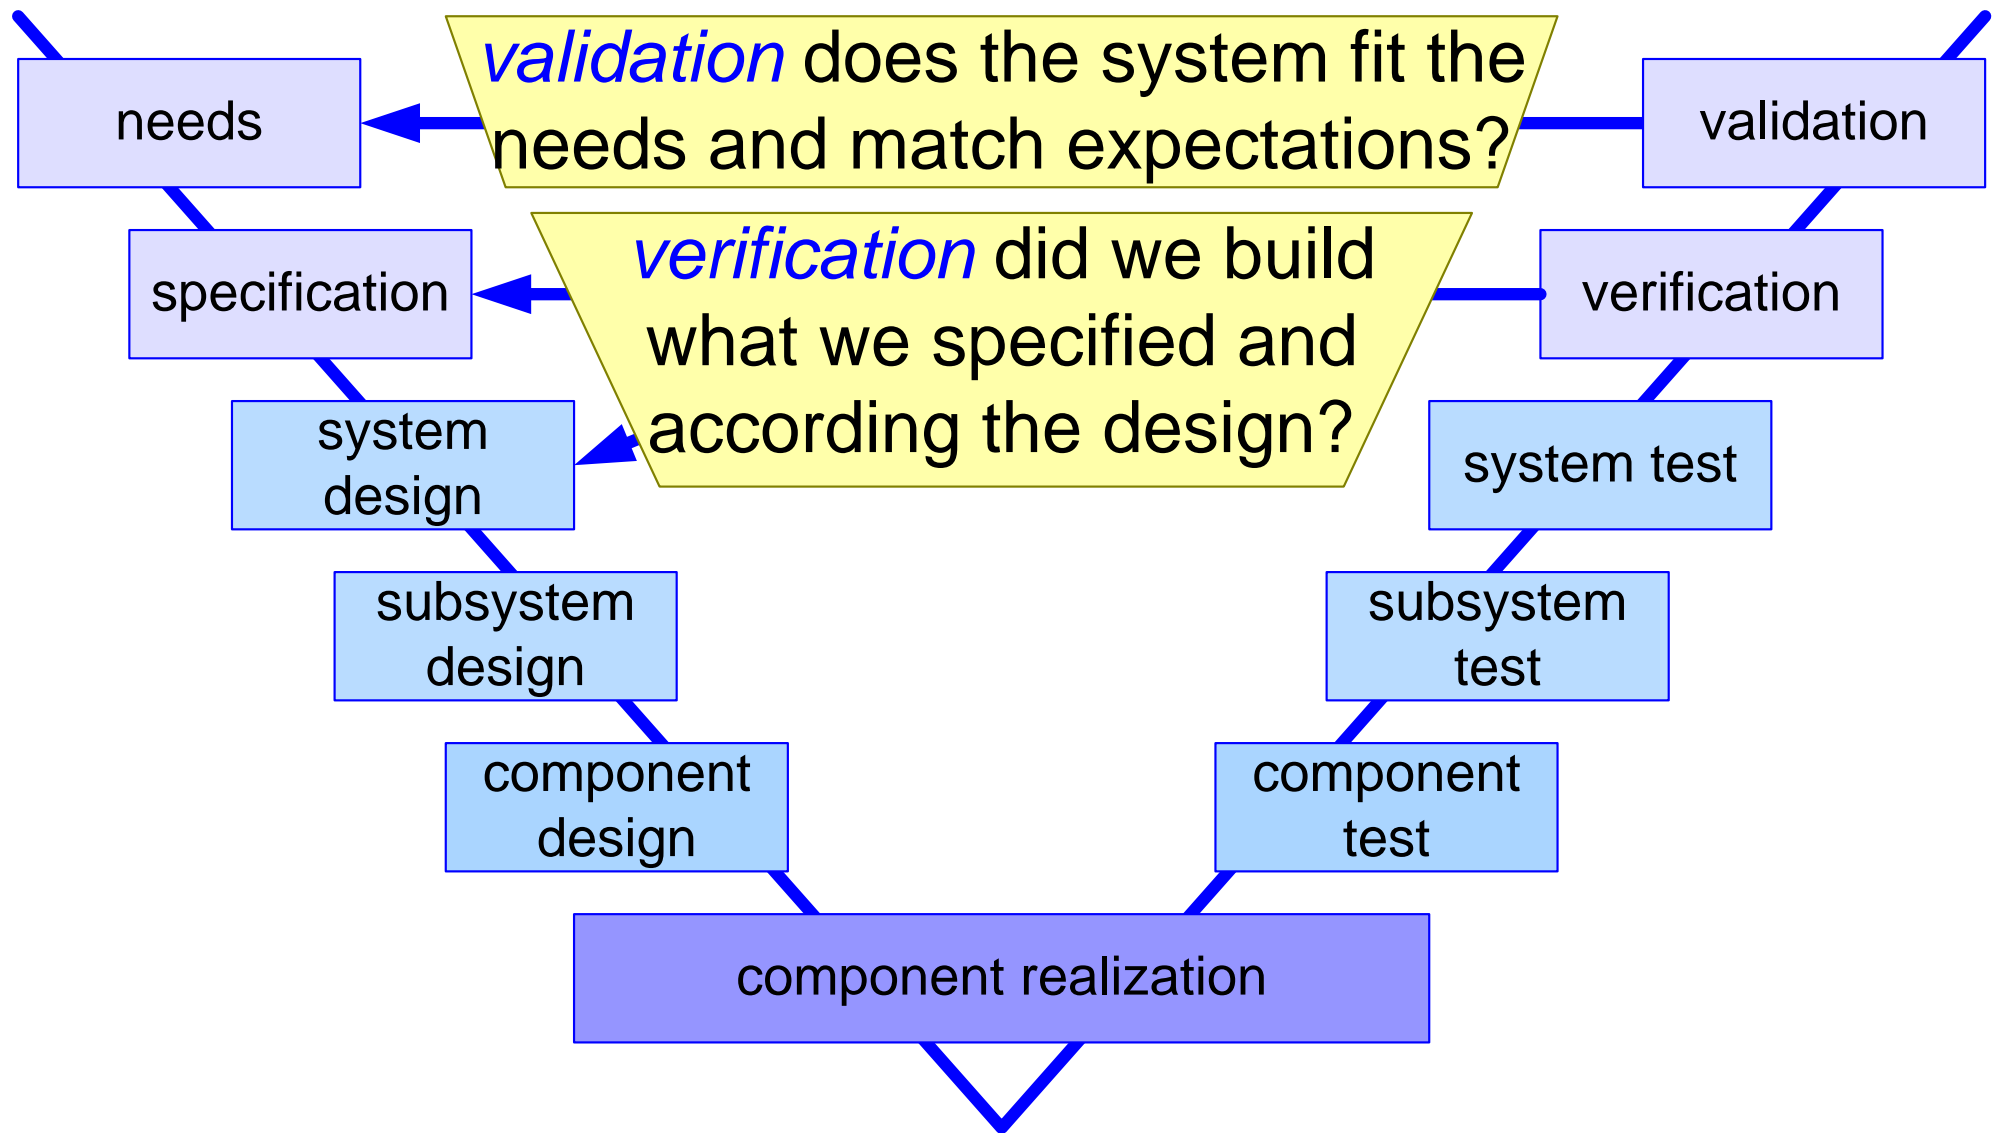 validation does the system fit the
needs and match expectations?
needs
validation
verification did we build
what we specified and
according the design?
specification
verification
system
design
system test
subsystem
design
subsystem
test
component
design
component
test
component realization